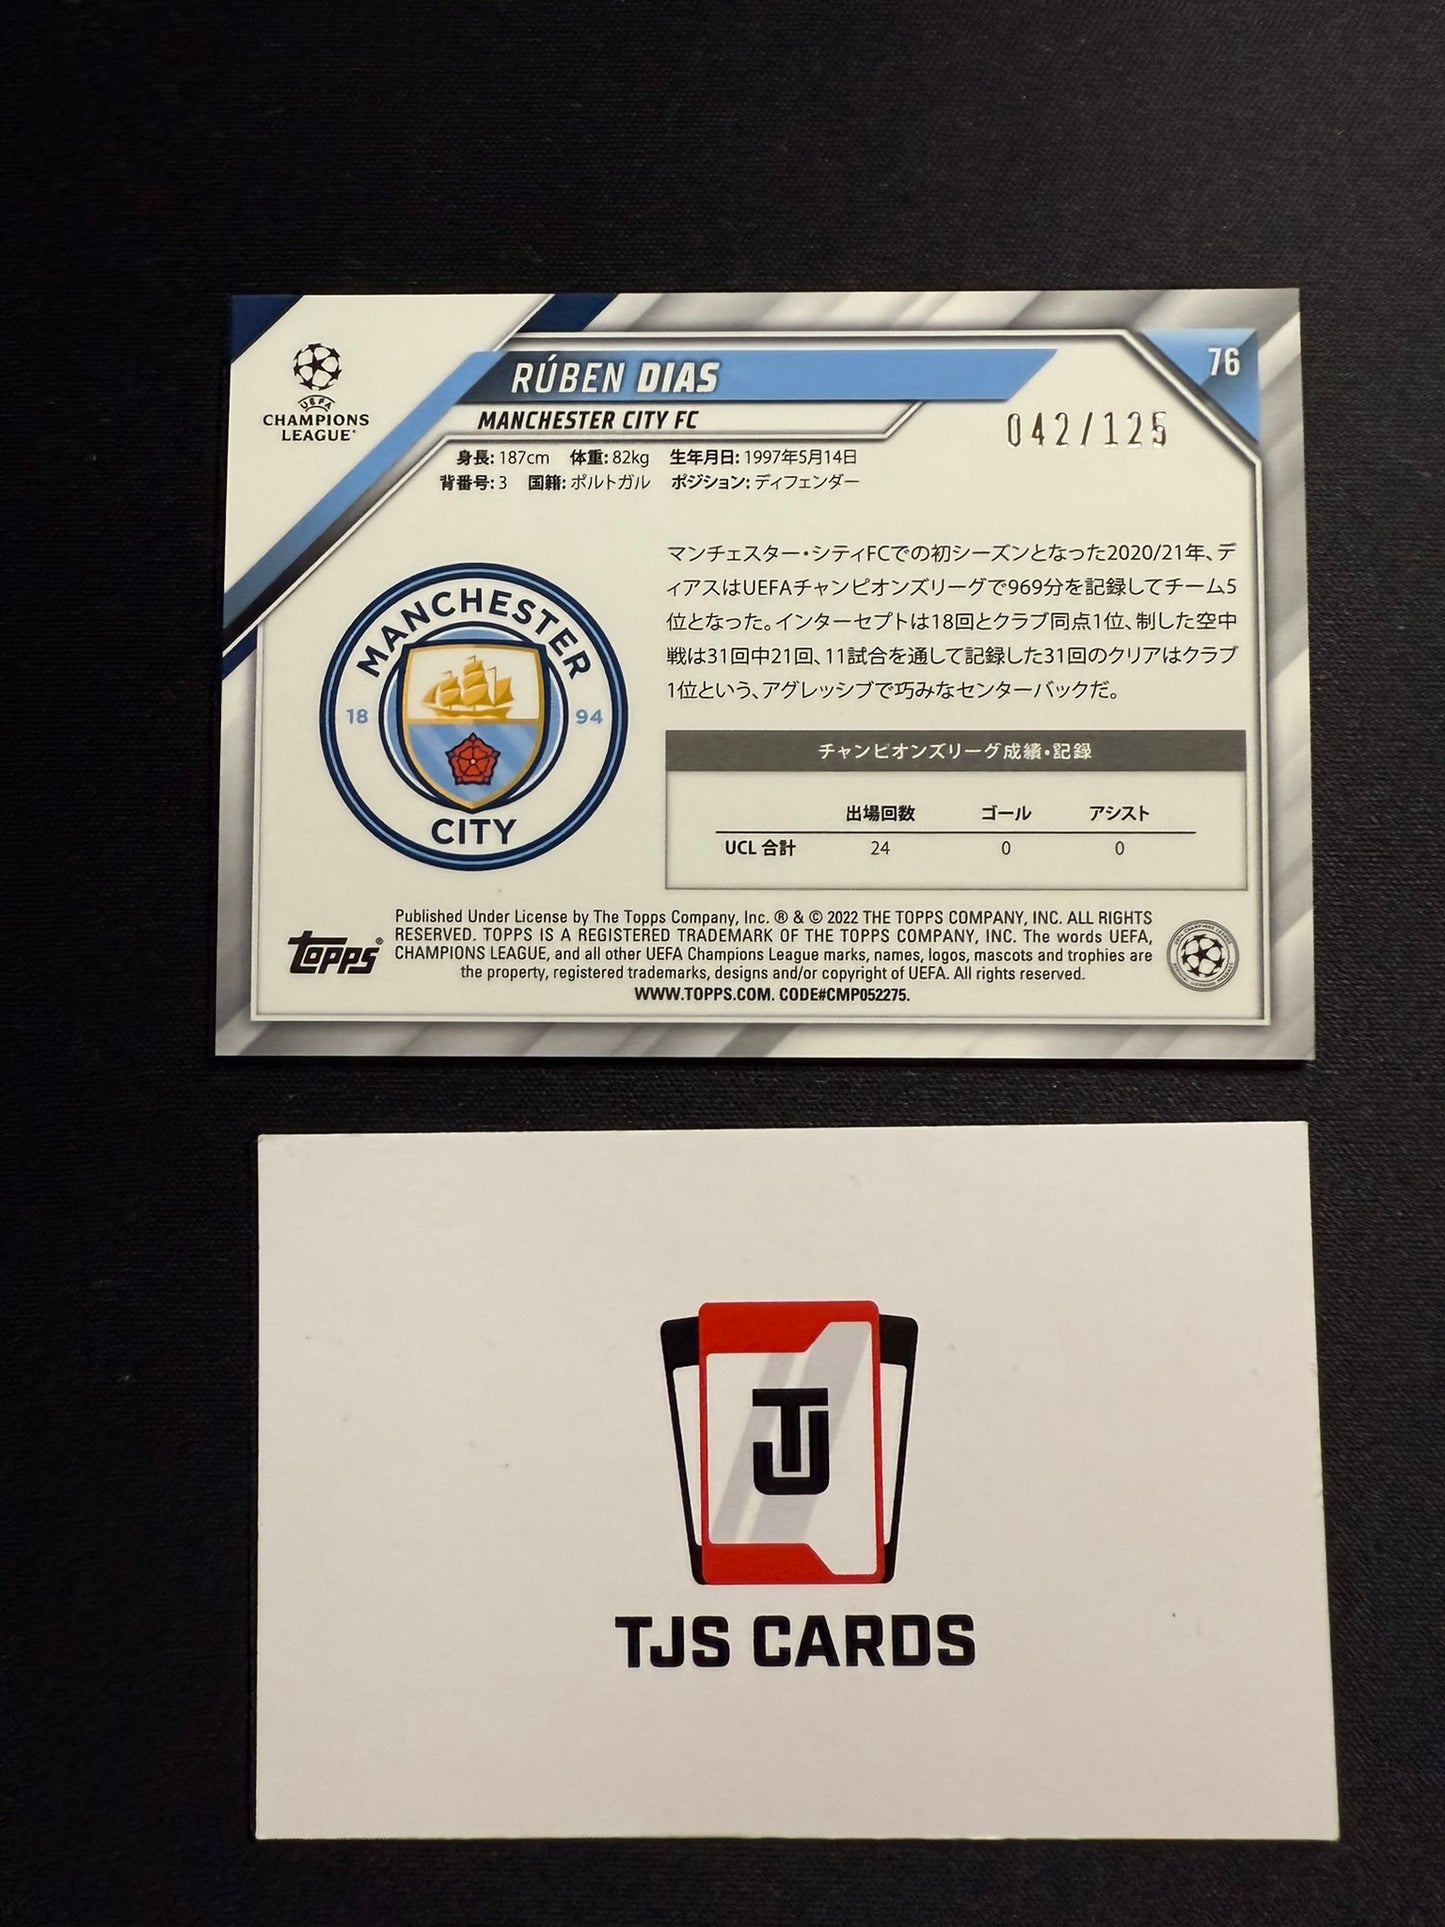 UEFA
CHAMPIONS
LEAGUE®
RÚBEN DIAS
76
MANCHESTER CITY FC
042/125
身長: 187cm 体重: 82kg 生年月日: 1997年5月14日
背番号: 3 国籍: ポルトガル ポジション: ディフェンダー
マンチェスター・シティFCでの初シーズンとなった2020/21年、デ
ィアスはUEFAチャンピオンズリーグで969分を記録してチーム5
位となった。インターセプトは18回とクラブ同点1位、制した空中
戦は31回中21回、11試合を通して記録した31回のクリアはクラブ
1位という、アグレッシブで巧みなセンターバックだ。
MANCHESTER
18 94
CITY
チャンピオンズリーグ成績・記録
出場回数 ゴール アシスト
UCL 合計 24 0 0
Topps®
Published Under License by The Topps Company, Inc. ® & © 2022 THE TOPPS COMPANY, INC. ALL RIGHTS
RESERVED. TOPPS IS A REGISTERED TRADEMARK OF THE TOPPS COMPANY, INC. The words UEFA,
CHAMPIONS LEAGUE, and all other UEFA Champions League marks, names, logos, mascots and trophies are
the property, registered trademarks, designs and/or copyright of UEFA. All rights reserved.
WWW.TOPPS.COM. CODE#CMP052275.
TJ
TJS CARDS